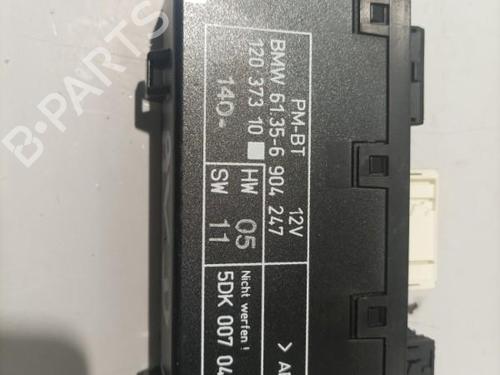 PM-BT 12V
BMW 61.35-6 904 247
120 373 10
140-
HW 05
SW 11
Nicht werfen !
5DK 007 04
> A
B-PARTS